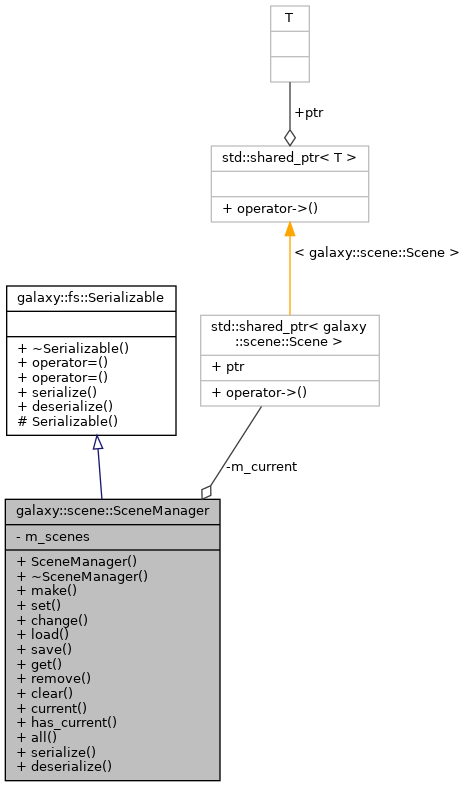 T
+ptr
std::shared_ptr< T >
+ operator->()
< galaxy::scene::Scene >
galaxy::fs::Serializable
+ ~Serializable()
+ operator=()
+ operator=()
+ serialize()
+ deserialize()
# Serializable()
std::shared_ptr< galaxy
::scene::Scene >
+ ptr
+ operator->()
-m_current
galaxy::scene::SceneManager
- m_scenes
+ SceneManager()
+ ~SceneManager()
+ make()
+ set()
+ change()
+ load()
+ save()
+ get()
+ remove()
+ clear()
+ current()
+ has_current()
+ all()
+ serialize()
+ deserialize()